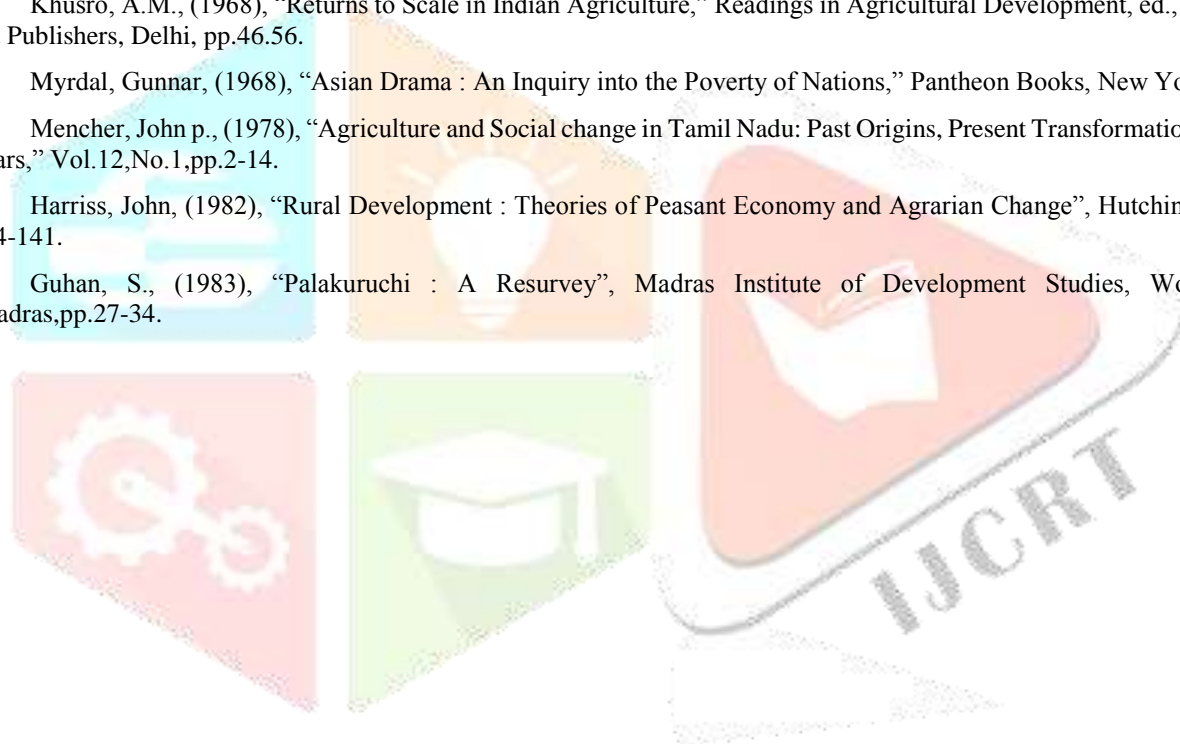 Khusro, A.M., (1968), “Returns to Scale in Indian Agriculture,” Readings in Agricultural Development, ed.,
Publishers, Delhi, pp.46.56.
Myrdal, Gunnar, (1968), “Asian Drama : An Inquiry into the Poverty of Nations,” Pantheon Books, New Yo
Mencher, John p., (1978), “Agriculture and Social change in Tamil Nadu: Past Origins, Present Transformatio
ars,” Vol.12,No.1,pp.2-14.
Harriss, John, (1982), “Rural Development : Theories of Peasant Economy and Agrarian Change”, Hutchin
4-141.
Guhan, S., (1983), “Palakuruchi : A Resurvey”, Madras Institute of Development Studies, Wo
adras,pp.27-34.
IJCRT